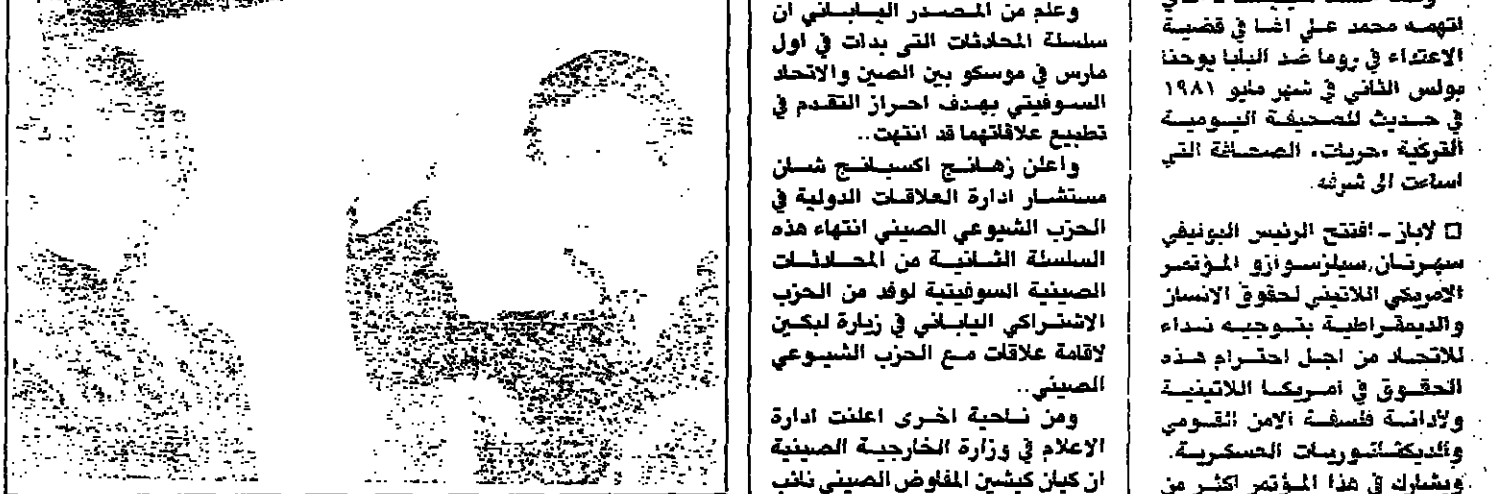 اتهمه محمد علي اغا في قضية
الاعتداء في روما ضد البابا يوحنا
بولس الثاني في شهر مايو ١٩٨١
في حديث للصحيفة اليومية
التركية «حريات» الصحافة التي
اساءت الى شرفه.
□ لاباز ـ افتتح الرئيس البوليفي
المؤتمر
الامريكي اللاتيني لحقوق الانسان
والديمقراطية بتوجيه نداء
للاتحاد من اجل احترام هذه
الحقوق في امريكا اللاتينية
ولادانة فلسفة الامن القومي
والديكتاتوريات العسكرية.
ويشارك في هذا المؤتمر اكثر من
وعلم من المصدر الياباني ان
سلسلة المحادثات التي بدات في اول
مارس في موسكو بين الصين والاتحاد
السوفيتي بهدف احراز التقدم في
تطبيع علاقاتهما قد انتهت..
واعلن زهانج اكسيانج شان
مستشار ادارة العلاقات الدولية في
الحزب الشيوعي الصيني انتهاء هذه
السلسلة الثانية من المحادثات
الصينية السوفيتية لوفد من الحزب
الاشتراكي الياباني في زيارة لبكين
لاقامة علاقات مع الحزب الشيوعي
الصيني..
ومن ناحية اخرى اعلنت ادارة
الاعلام في وزارة الخارجية الصينية
ان كيان كيشين المفاوض الصيني نائب